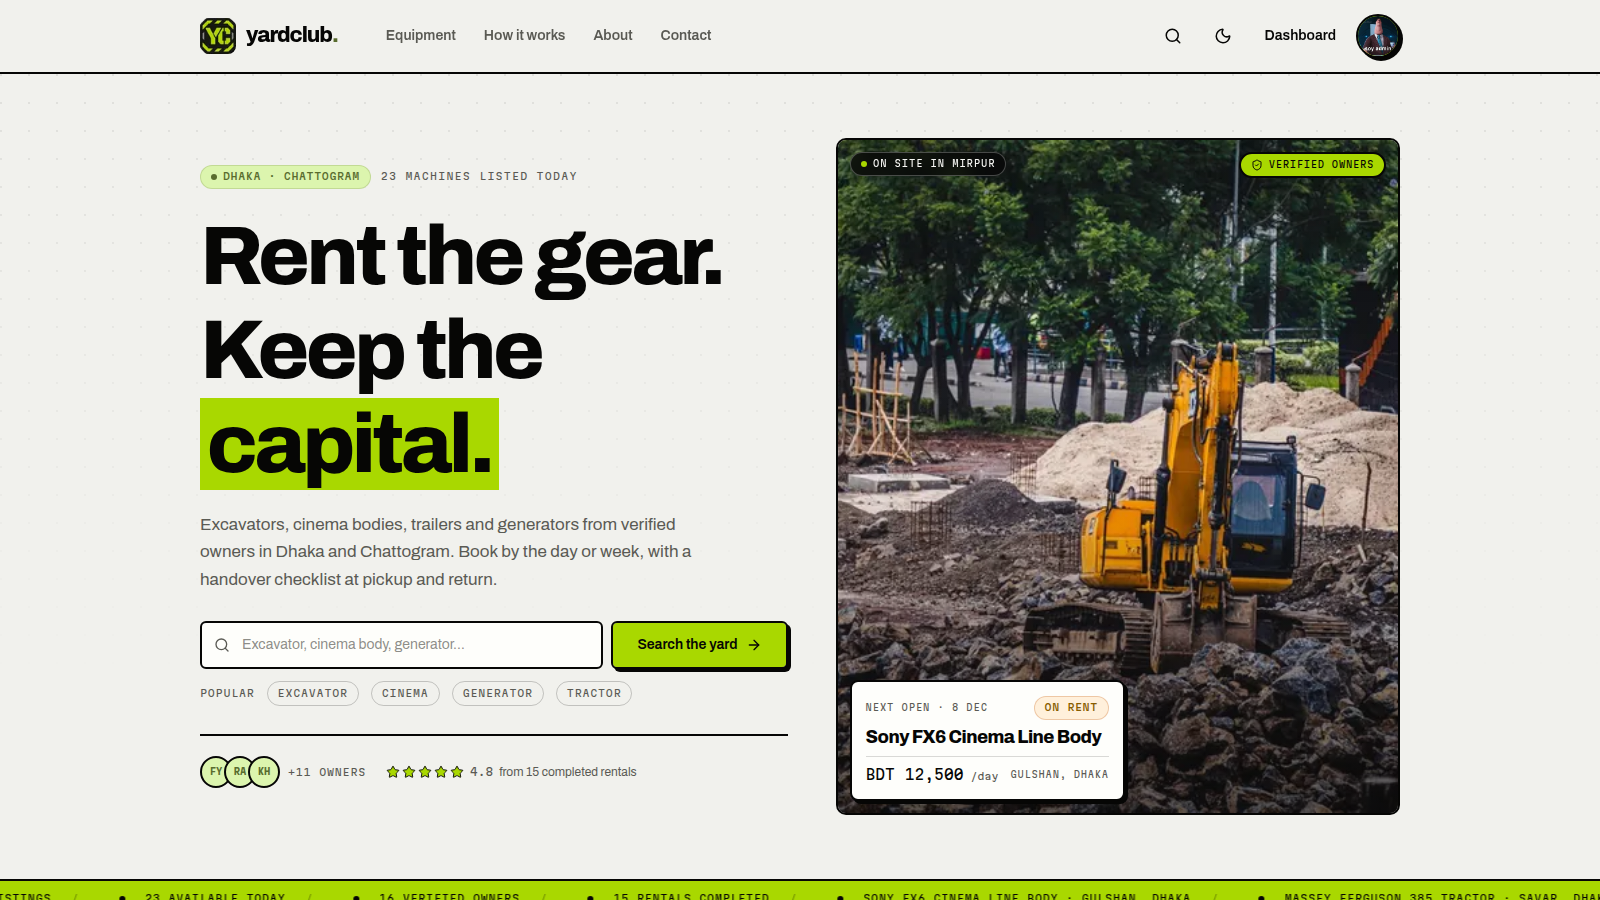 YC yardclub.
Equipment How it works About Contact
Dashboard
DHAKA · CHATTOGRAM 23 MACHINES LISTED TODAY
Rent the gear.
Keep the
capital.
Excavators, cinema bodies, trailers and generators from verified
owners in Dhaka and Chattogram. Book by the day or week, with a
handover checklist at pickup and return.
Excavator, cinema body, generator...
Search the yard
POPULAR EXCAVATOR CINEMA GENERATOR TRACTOR
FY RA KH +11 OWNERS 4.8 from 15 completed rentals
ON SITE IN MIRPUR
VERIFIED OWNERS
NEXT OPEN · 8 DEC ON RENT
Sony FX6 Cinema Line Body
BDT 12,500 /day GULSHAN, DHAKA
23 AVAILABLE TODAY / 16 VERIFIED OWNERS / 15 RENTALS COMPLETED / SONY FX6 CINEMA LINE BODY · GULSHAN, DHAKA / MASSEY FERGUSON 385 TRACTOR · SAVAR,